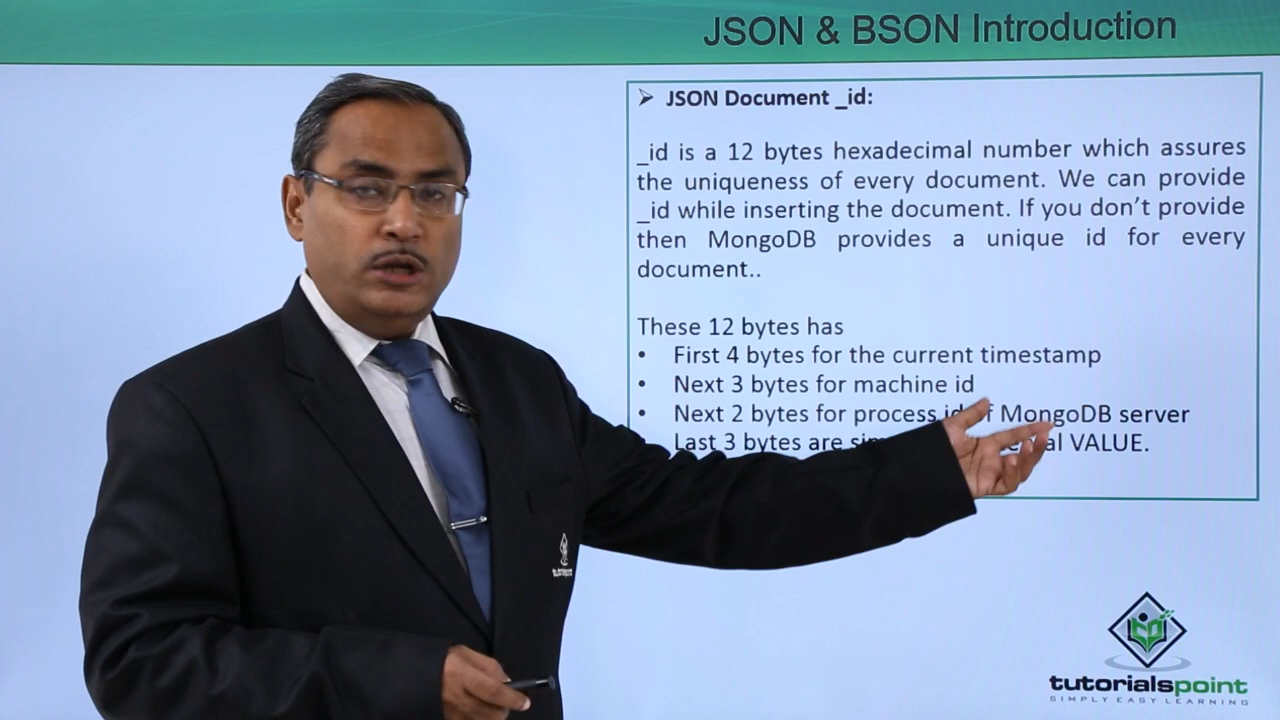 JSON & BSON Introduction
➢ JSON Document _id:
_id is a 12 bytes hexadecimal number which assures
the uniqueness of every document. We can provide
_id while inserting the document. If you don’t provide
then MongoDB provides a unique id for every
document..
These 12 bytes has
• First 4 bytes for the current timestamp
• Next 3 bytes for machine id
• Next 2 bytes for process id of MongoDB server
Last 3 bytes are VALUE.
tutorialspoint
SIMPLY EASY LEARNING